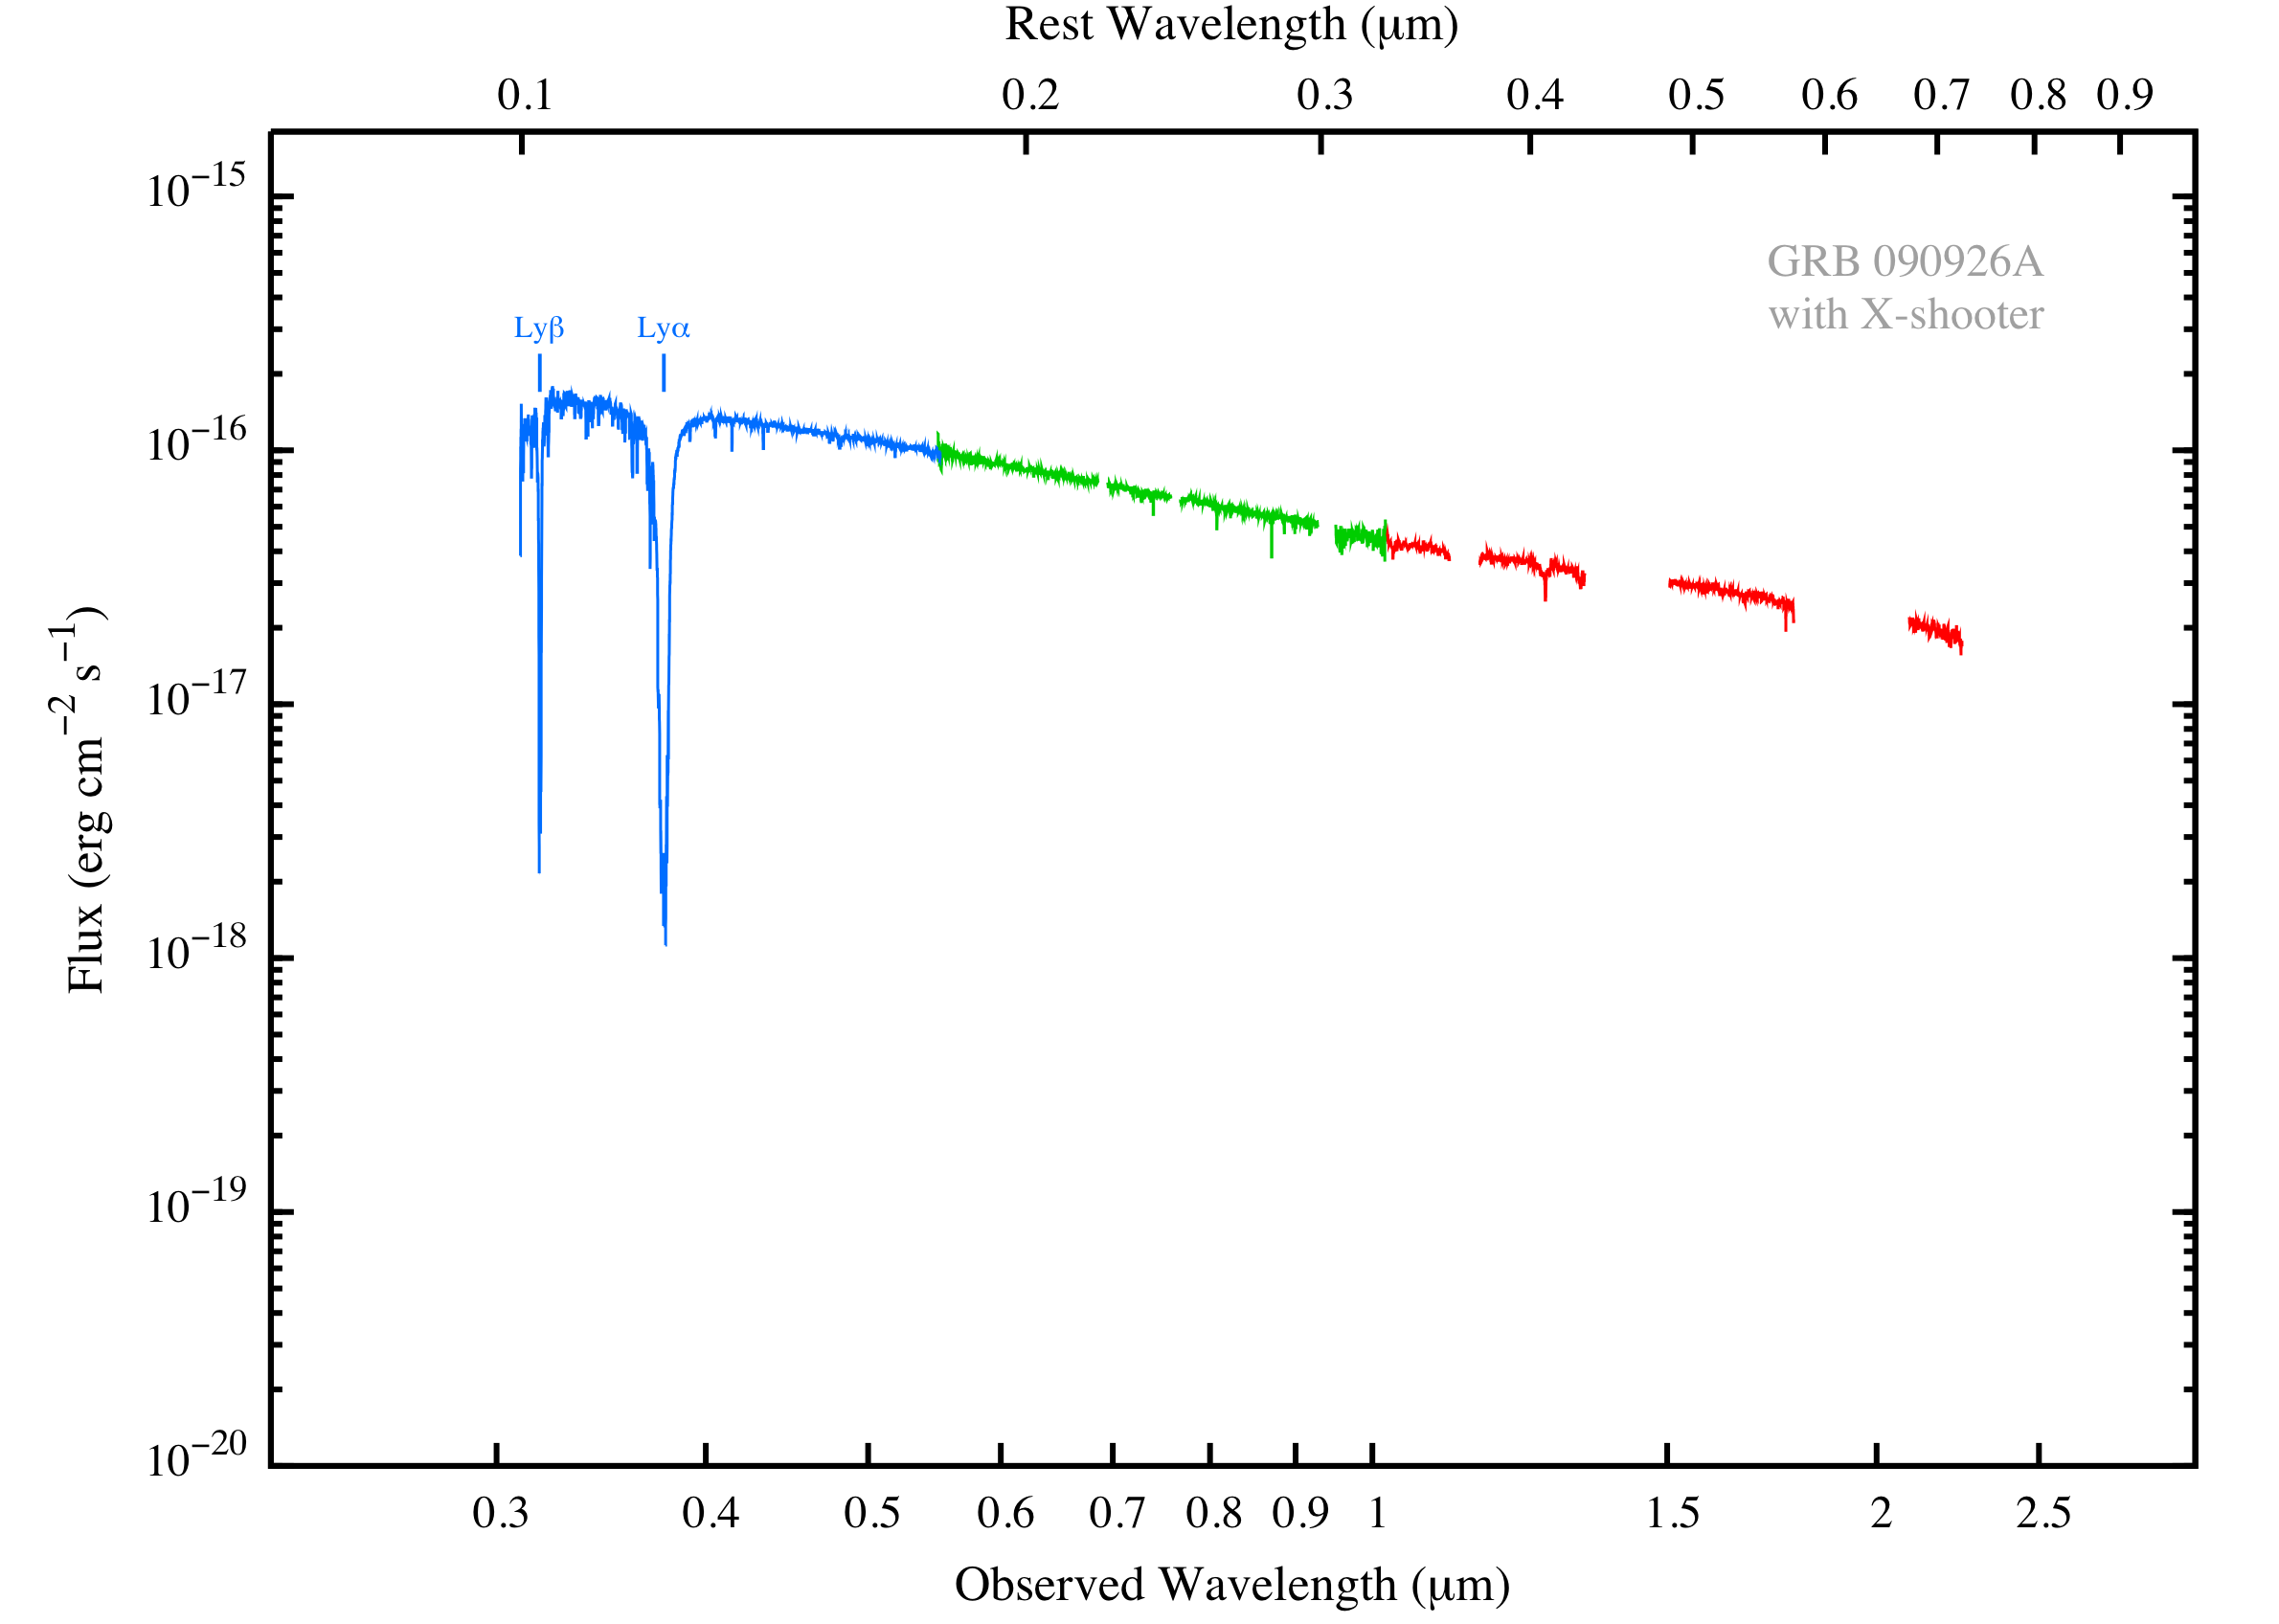 Rest Wavelength (μm)
0.1 0.2 0.3 0.4 0.5 0.6 0.7 0.8 0.9
10−15
GRB 090926A
with X-shooter
Lyβ Lyα
10−16
10−17
10−18
10−19
10−20
Flux (erg cm−2 s−1)
0.3 0.4 0.5 0.6 0.7 0.8 0.9 1 1.5 2 2.5
Observed Wavelength (μm)